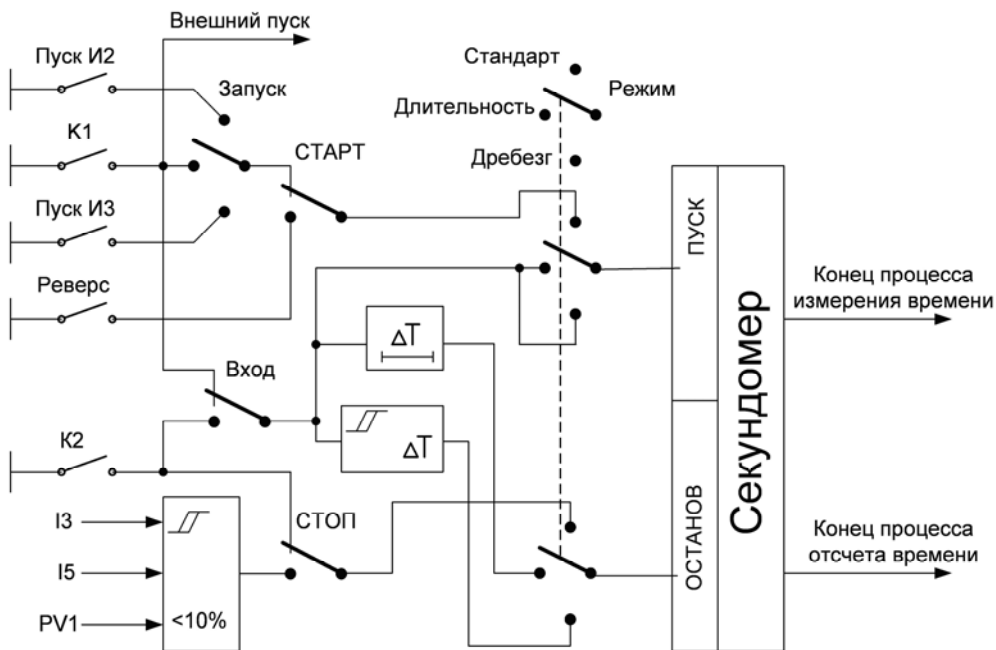 Внешний пуск
Пуск И2
Запуск
К1
СТАРТ
Пуск И3
Реверс
Стандарт
Режим
Длительность
Дребезг
ПУСК
Секундомер
Конец процесса
измерения времени
ΔT
Вход
ΔT
К2
СТОП
I3
I5
PV1
<10%
ОСТАНОВ
Конец процесса
отсчета времени